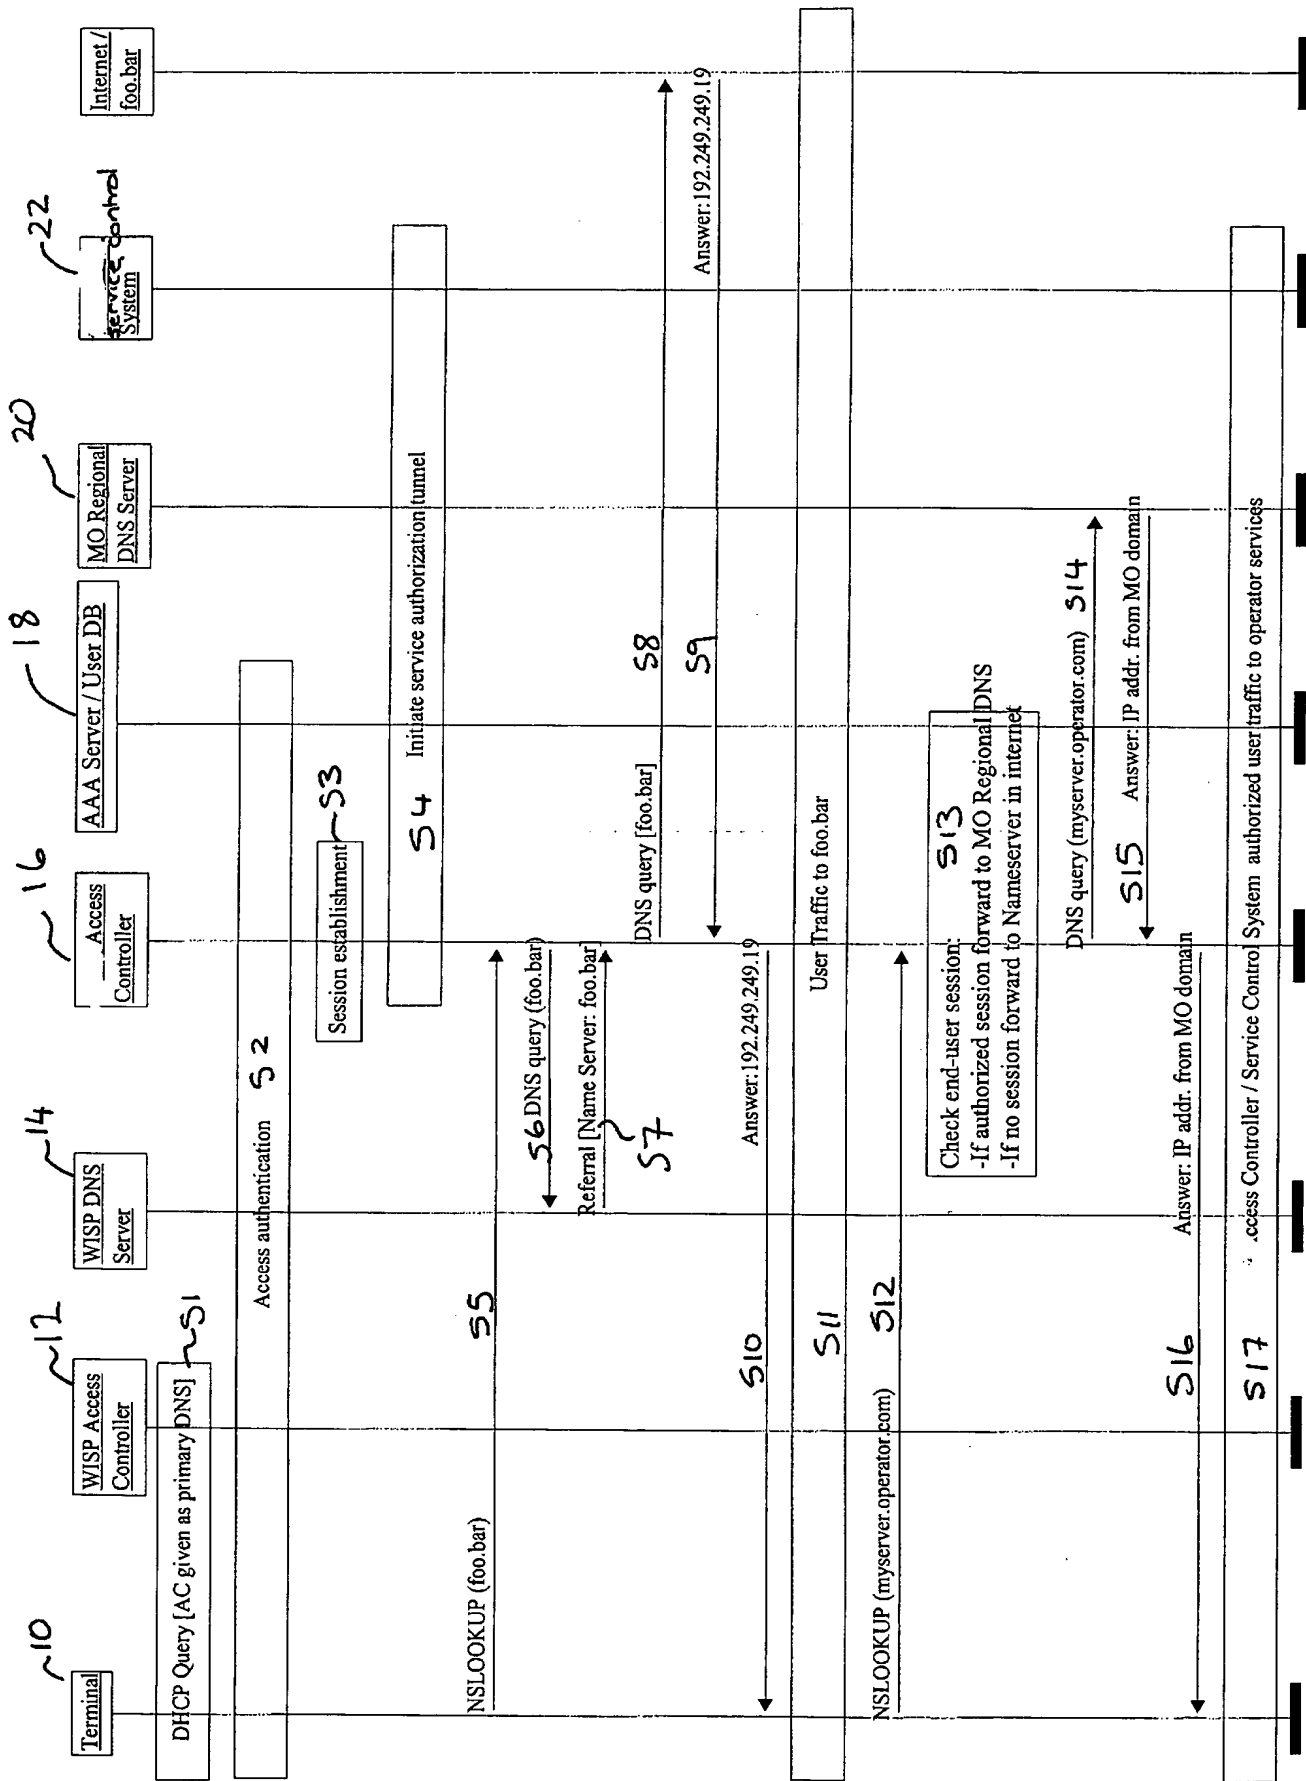 10
12
14
16
18
20
22
Terminal
WISP Access
Controller
WISP DNS
Server
Access
Controller
AAA Server / User DB
MO Regional
DNS Server
service control
System
Internet /
foo.bar
DHCP Query [AC given as primary DNS]
S1
Access authentication
S2
Session establishment
S3
S4
Initiate service authorization tunnel
NSLOOKUP (foo.bar)
S5
S6 DNS query (foo.bar)
Referral [Name Server: foo.bar]
S7
DNS query [foo.bar]
S8
S9
Answer:192.249.249.19
S10
Answer:192.249.249.19
S11
User Traffic to foo.bar
NSLOOKUP (myserver.operator.com)
S12
Check end-user session:
S13
-If authorized session forward to MO Regional DNS
-If no session forward to Nameserver in internet
DNS query (myserver.operator.com)
S14
S15
Answer: IP addr. from MO domain
S16
Answer: IP addr. from MO domain
S17
.ccess Controller / Service Control System authorized user traffic to operator services